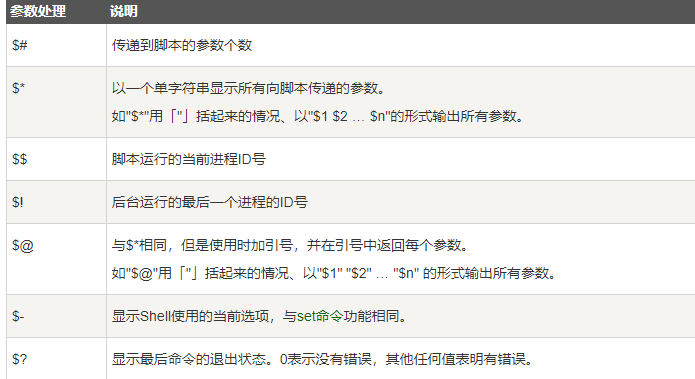 参数处理 说明
$# 传递到脚本的参数个数
$* 以一个单字符串显示所有向脚本传递的参数。
如"$*"用「"」括起来的情况、以"$1 $2 … $n"的形式输出所有参数。
$$ 脚本运行的当前进程ID号
$! 后台运行的最后一个进程的ID号
$@ 与$*相同，但是使用时加引号，并在引号中返回每个参数。
如"$@"用「"」括起来的情况、以"$1" "$2" … "$n" 的形式输出所有参数。
$- 显示Shell使用的当前选项，与set命令功能相同。
$? 显示最后命令的退出状态。0表示没有错误，其他任何值表明有错误。